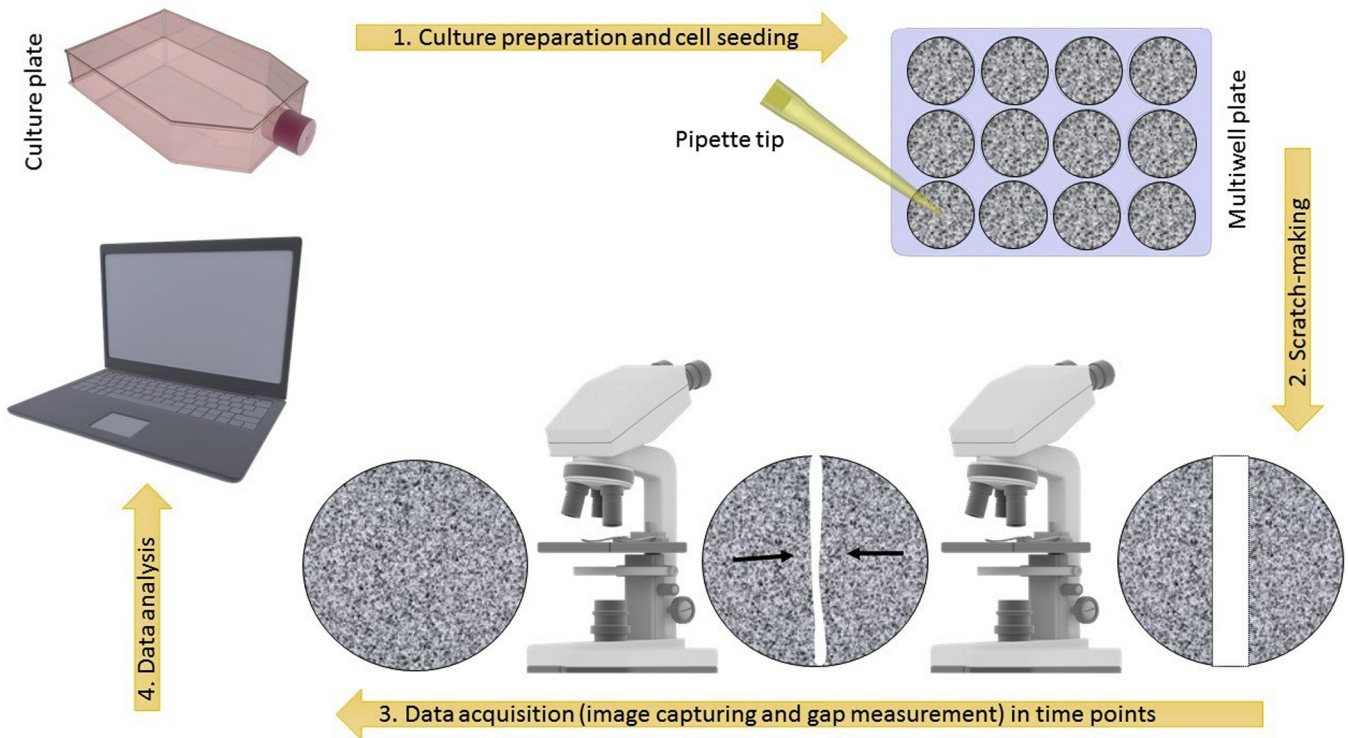 Culture plate
1. Culture preparation and cell seeding
Pipette tip
Multiwell plate
2. Scratch-making
3. Data acquisition (image capturing and gap measurement) in time points
4. Data analysis